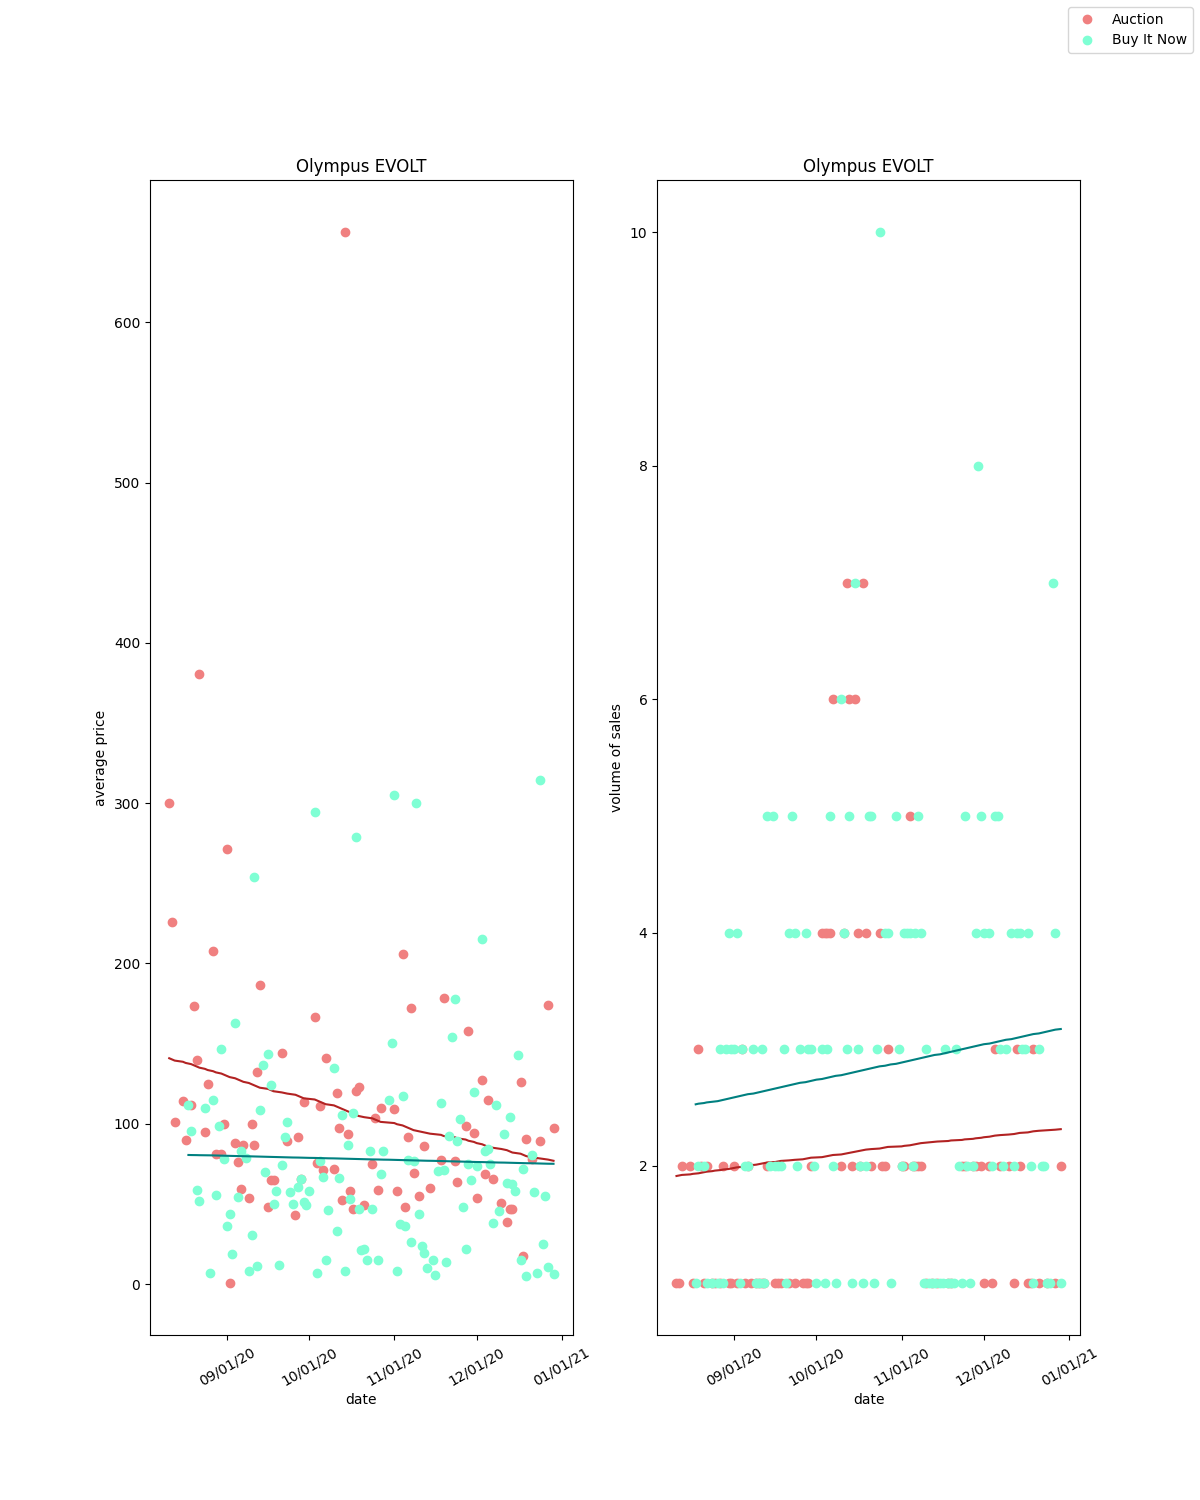 Auction
Buy It Now
Olympus EVOLT
600
500
400
300
200
100
0
average price
09/01/20
10/01/20
11/01/20
12/01/20
01/01/21
date
Olympus EVOLT
10
8
6
4
2
volume of sales
09/01/20
10/01/20
11/01/20
12/01/20
01/01/21
date